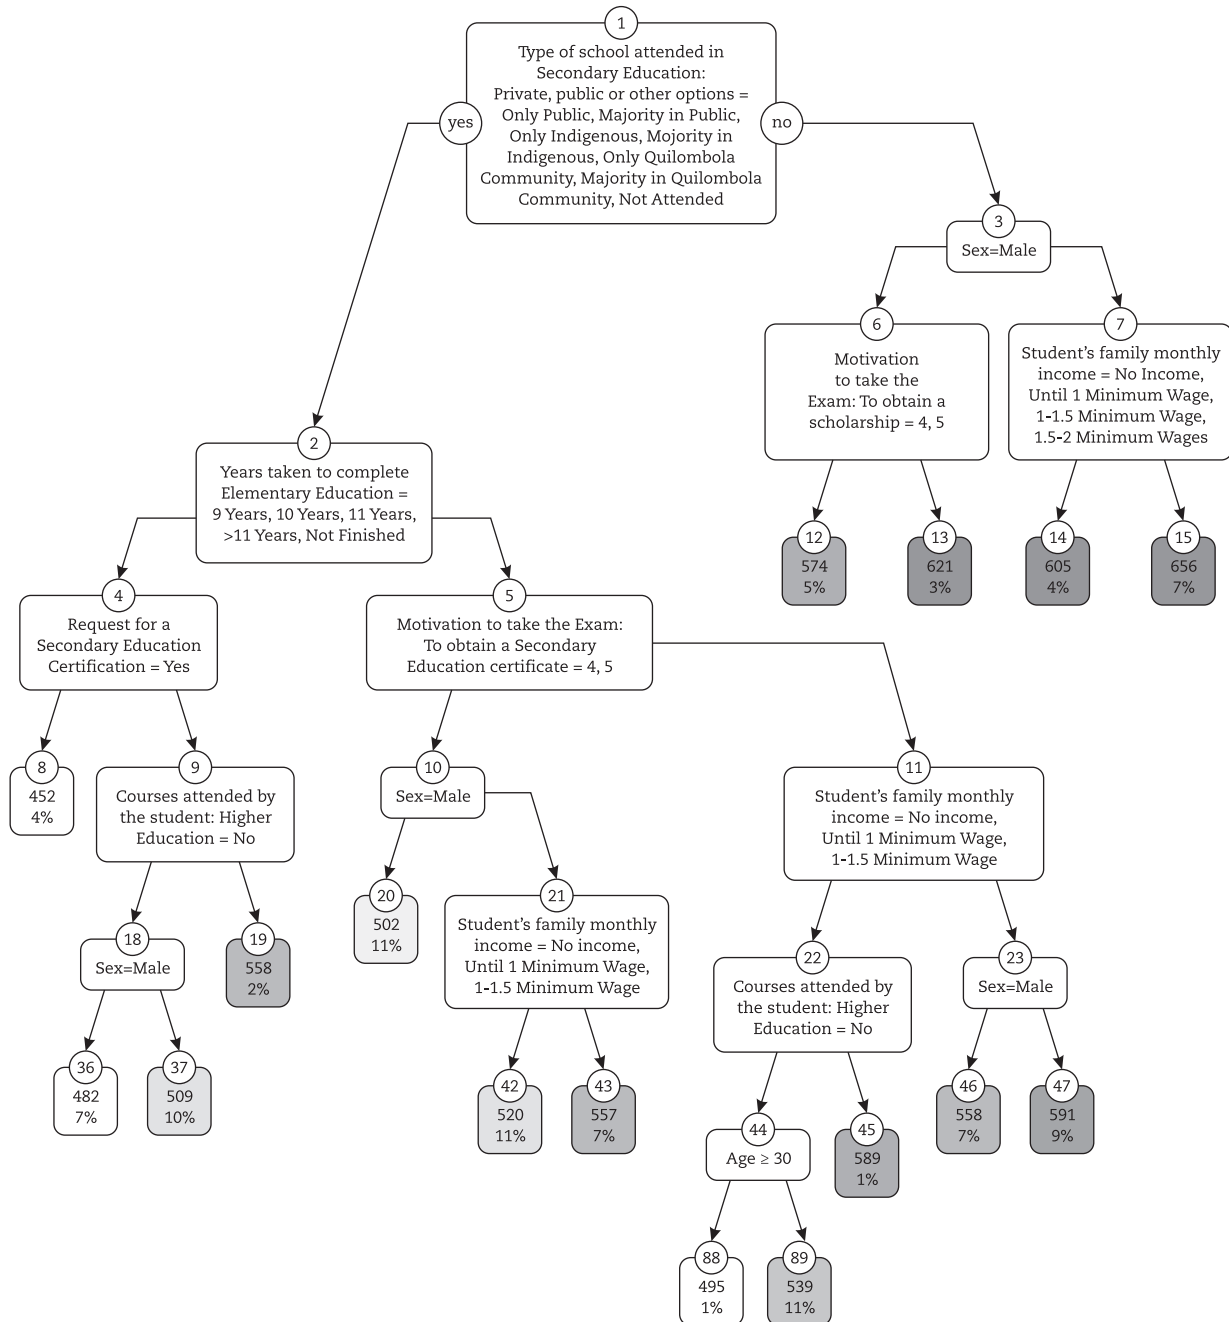 1
Type of school attended in
Secondary Education:
Private, public or other options =
Only Public, Majority in Public,
Only Indigenous, Mojority in
Indigenous, Only Quilombola
Community, Majority in Quilombola
Community, Not Attended
yes
no
3
Sex=Male
6
Motivation
to take the
Exam: To obtain a
scholarship = 4, 5
7
Student’s family monthly
income = No Income,
Until 1 Minimum Wage,
1-1.5 Minimum Wage,
1.5-2 Minimum Wages
2
Years taken to complete
Elementary Education =
9 Years, 10 Years, 11 Years,
>11 Years, Not Finished
12
574
5%
13
621
3%
14
605
4%
15
656
7%
4
Request for a
Secondary Education
Certification = Yes
5
Motivation to take the Exam:
To obtain a Secondary
Education certificate = 4, 5
8
452
4%
9
Courses attended by
the student: Higher
Education = No
10
Sex=Male
11
Student’s family monthly
income = No income,
Until 1 Minimum Wage,
1-1.5 Minimum Wage
20
502
11%
21
Student’s family monthly
income = No income,
Until 1 Minimum Wage,
1-1.5 Minimum Wage
18
Sex=Male
19
558
2%
22
Courses attended by
the student: Higher
Education = No
23
Sex=Male
36
482
7%
37
509
10%
42
520
11%
43
557
7%
46
558
7%
47
591
9%
44
Age ≥ 30
45
589
1%
88
495
1%
89
539
11%